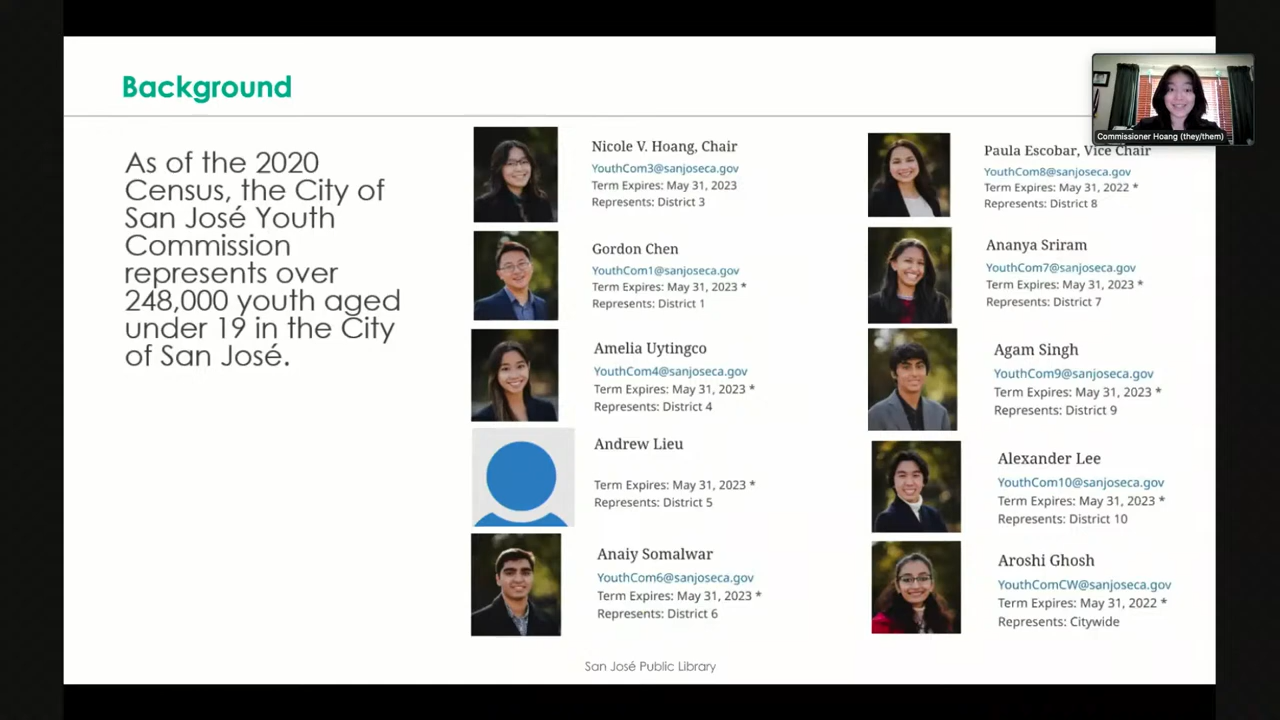 Background
As of the 2020
Census, the City of
San José Youth
Commission
represents over
248,000 youth aged
under 19 in the City
of San José.
Nicole V. Hoang, Chair
YouthCom3@sanjoseca.gov
Term Expires: May 31, 2023
Represents: District 3
Gordon Chen
YouthCom1@sanjoseca.gov
Term Expires: May 31, 2023 *
Represents: District 1
Amelia Uytingco
YouthCom4@sanjoseca.gov
Term Expires: May 31, 2023 *
Represents: District 4
Andrew Lieu
Term Expires: May 31, 2023 *
Represents: District 5
Anaiy Somalwar
YouthCom6@sanjoseca.gov
Term Expires: May 31, 2023 *
Represents: District 6
Commissioner Hoang (they/them)
Paula Escobar, Vice Chair
YouthCom8@sanjoseca.gov
Term Expires: May 31, 2022 *
Represents: District 8
Ananya Sriram
YouthCom7@sanjoseca.gov
Term Expires: May 31, 2023 *
Represents: District 7
Agam Singh
YouthCom9@sanjoseca.gov
Term Expires: May 31, 2023 *
Represents: District 9
Alexander Lee
YouthCom10@sanjoseca.gov
Term Expires: May 31, 2023 *
Represents: District 10
Aroshi Ghosh
YouthComCW@sanjoseca.gov
Term Expires: May 31, 2022 *
Represents: Citywide
San José Public Library